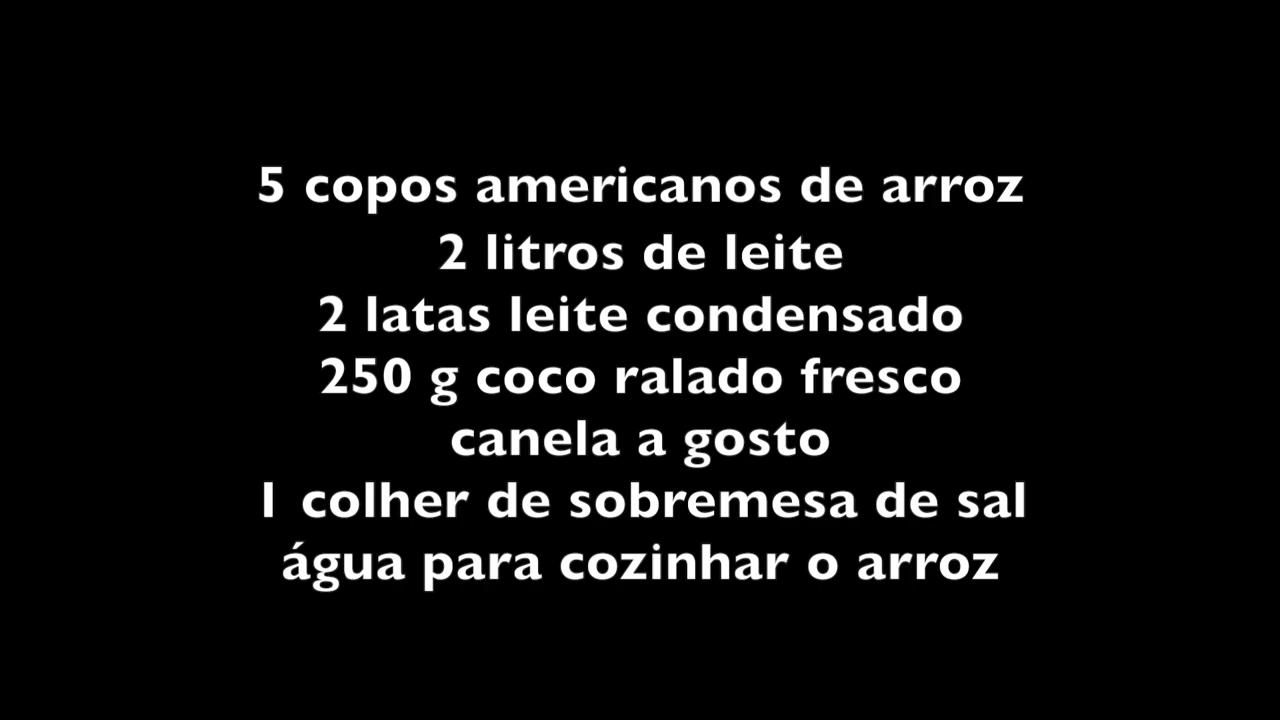 5 copos americanos de arroz
2 litros de leite
2 latas leite condensado
250 g coco ralado fresco
canela a gosto
1 colher de sobremesa de sal
água para cozinhar o arroz